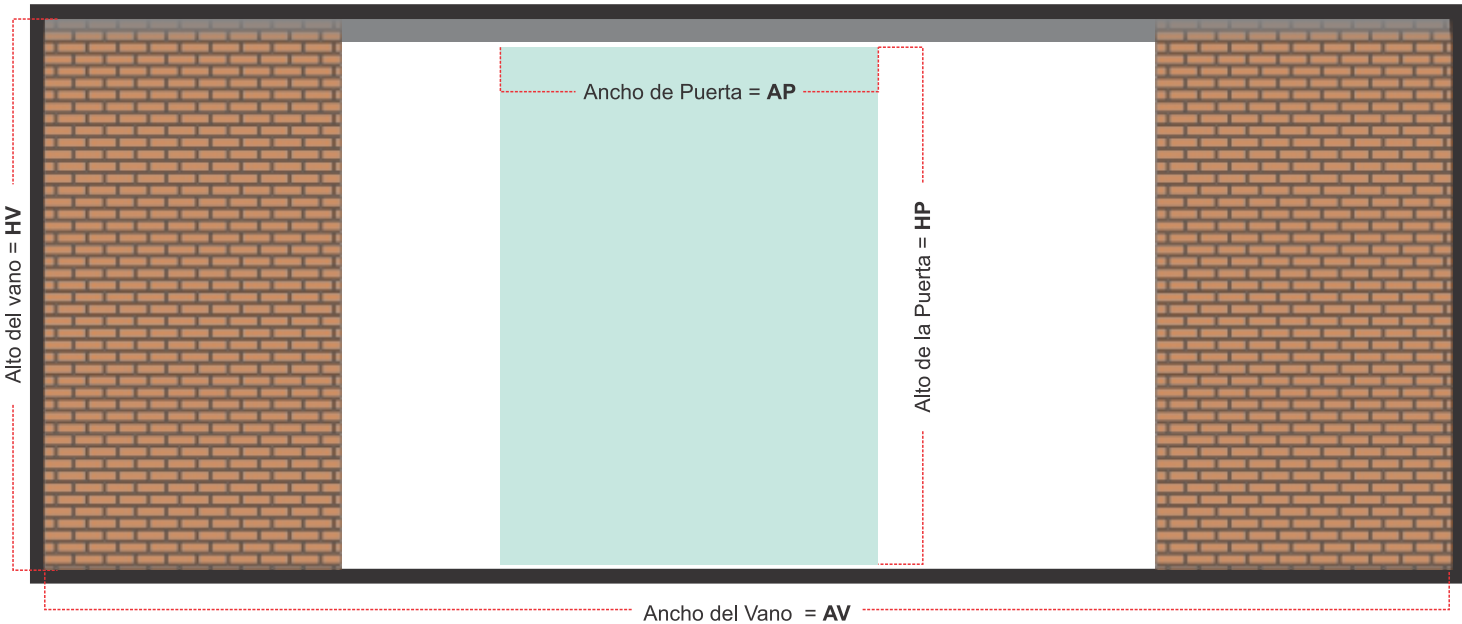 Ancho de Puerta = AP
Alto del vano = HV
Alto de la Puerta = HP
Ancho del Vano = AV